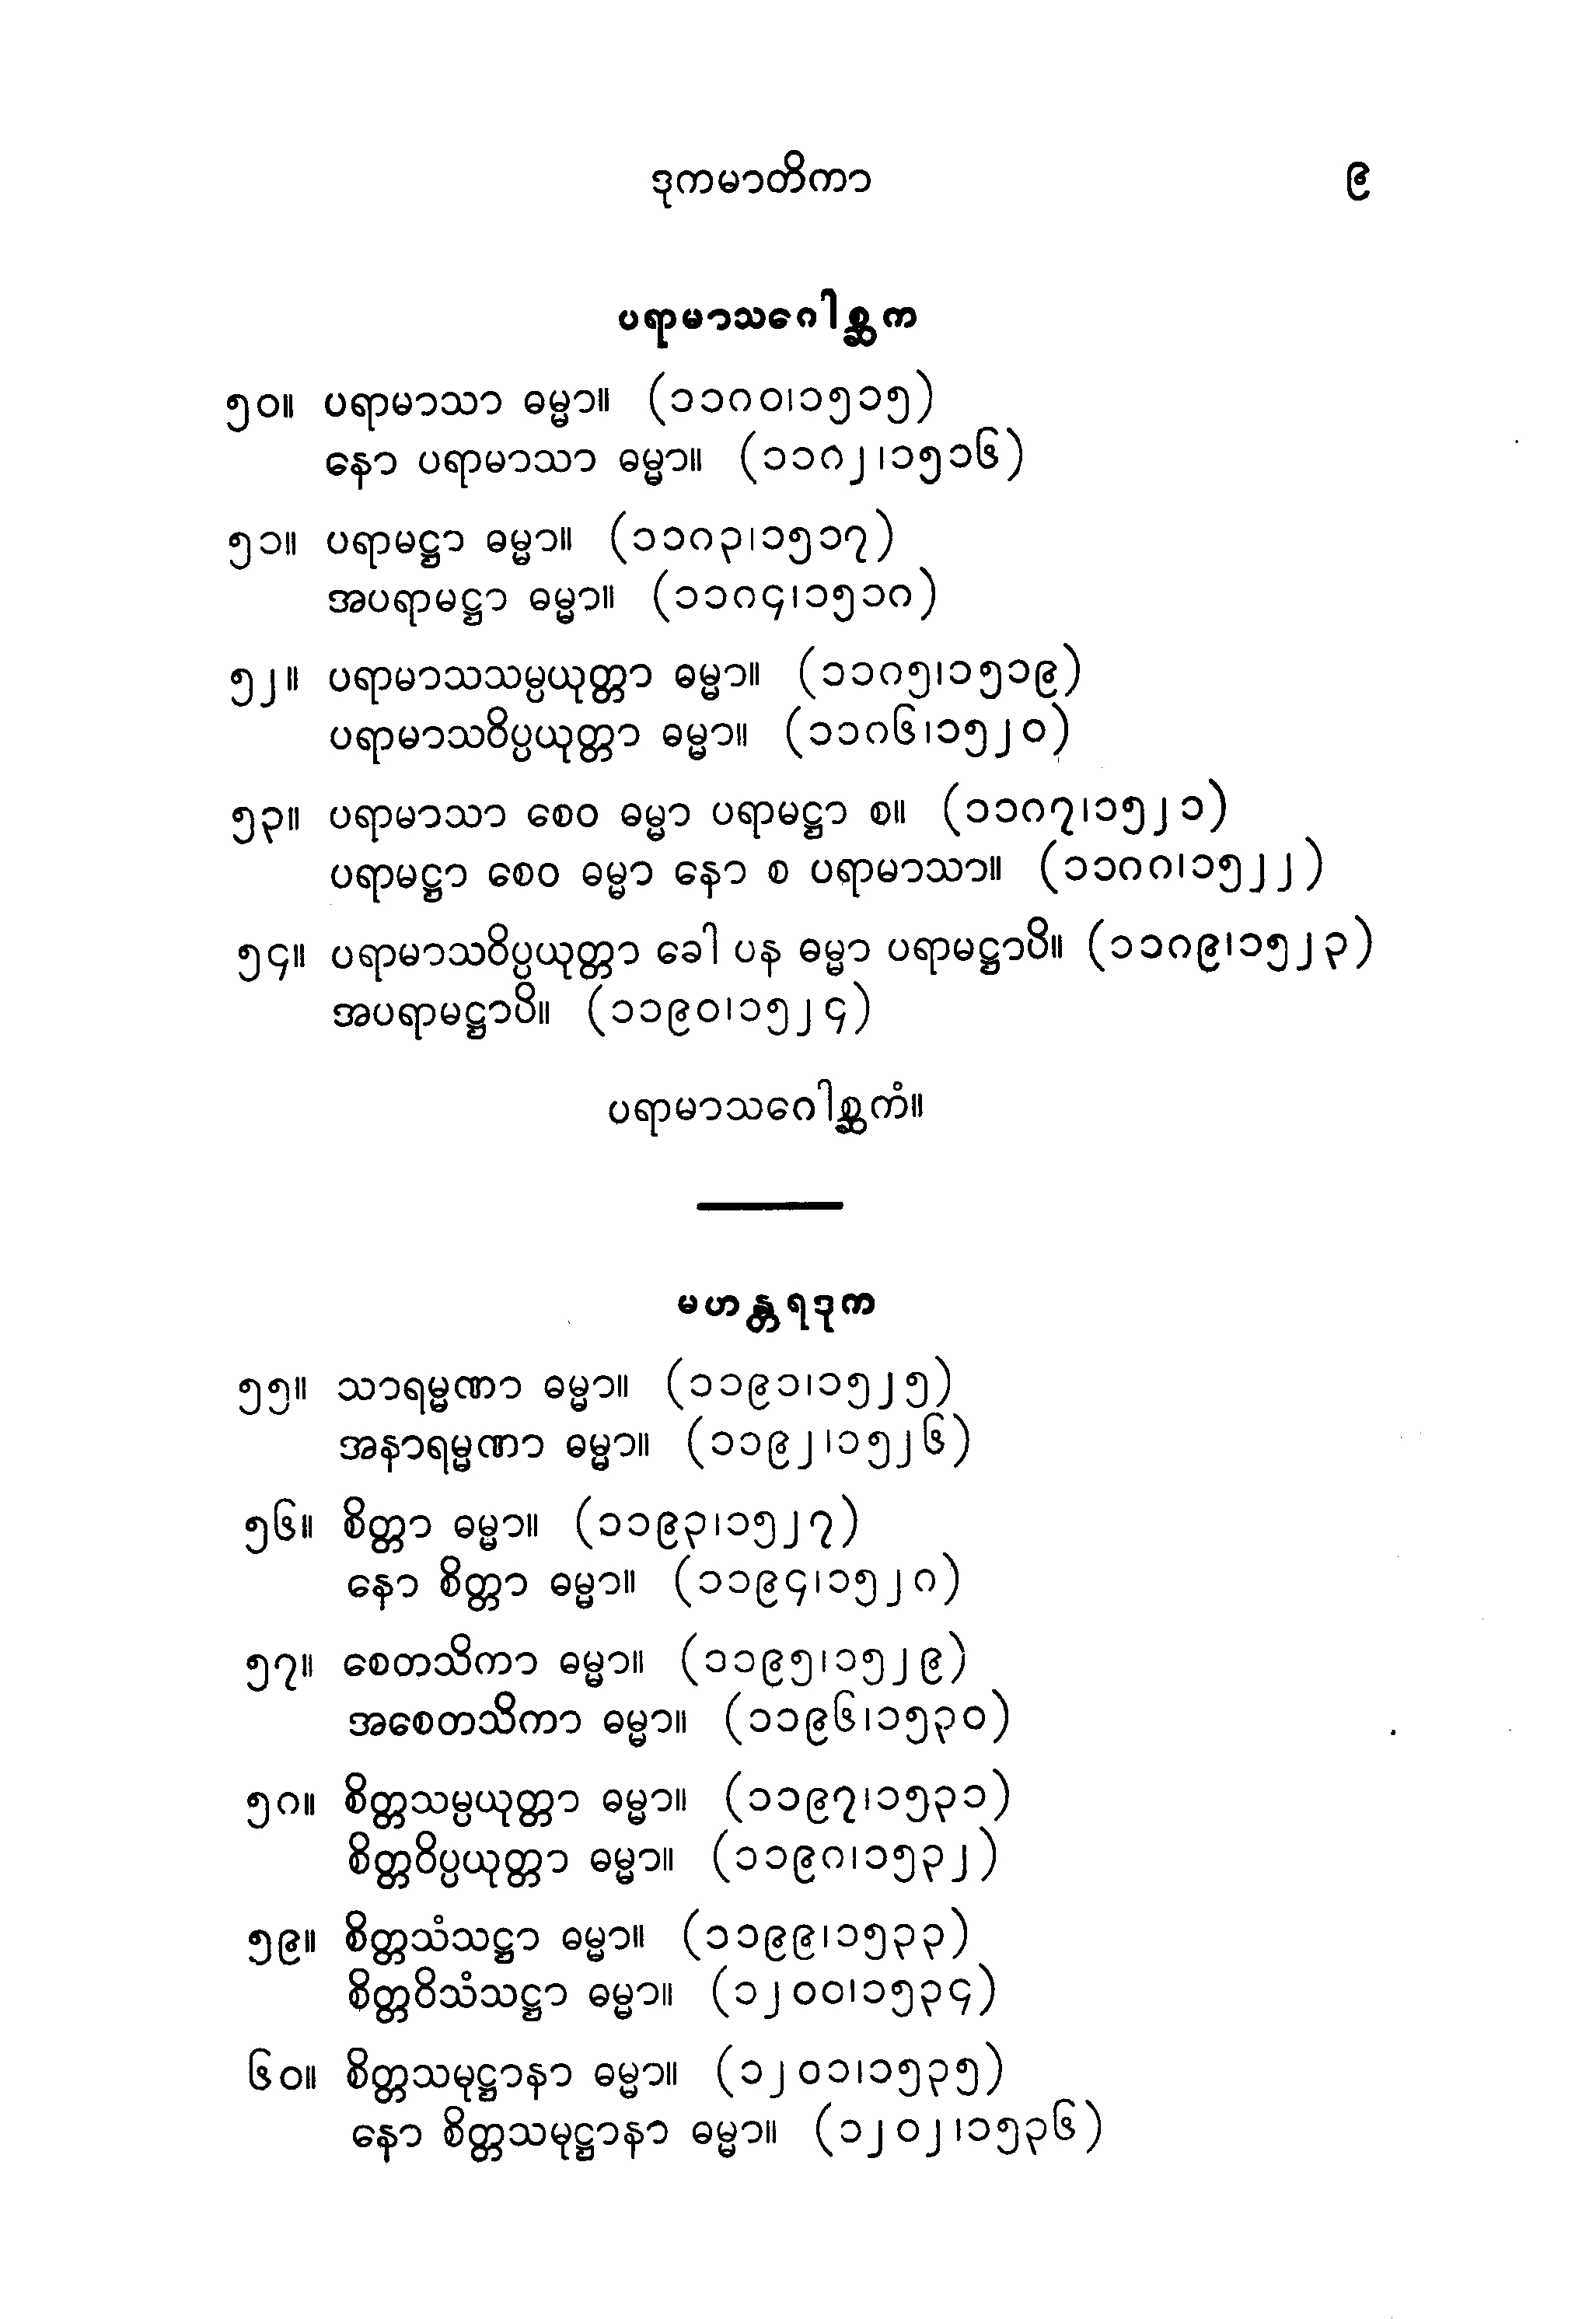 ဒုကမာတိကာ ၉
ပရာမာသဂေါစ္ဆက
၅၀။ ပရာမာသာ ဓမ္မာ။ (၁၁၈၀၊၁၅၁၅)
နော ပရာမာသာ ဓမ္မာ။ (၁၁၈၂၊၁၅၁၆)
၅၁။ ပရာမဋ္ဌာ ဓမ္မာ။ (၁၁၈၃၊၁၅၁၇)
အပရာမဋ္ဌာ ဓမ္မာ။ (၁၁၈၄၊၁၅၁၈)
၅၂။ ပရာမာသသမ္ပယုတ္တာ ဓမ္မာ။ (၁၁၈၅၊၁၅၁၉)
ပရာမာသဝိပ္ပယုတ္တာ ဓမ္မာ။ (၁၁၈၆၊၁၅၂၀)
၅၃။ ပရာမာသာ စေဝ ဓမ္မာ ပရာမဋ္ဌာ စ။ (၁၁၈၇၊၁၅၂၁)
ပရာမဋ္ဌာ စေဝ ဓမ္မာ နော စ ပရာမာသာ။ (၁၁၈၈၊၁၅၂၂)
၅၄။ ပရာမာသဝိပ္ပယုတ္တာ ခေါ ပန ဓမ္မာ ပရာမဋ္ဌာပိ။ (၁၁၈၉၊၁၅၂၃)
အပရာမဋ္ဌာပိ။ (၁၁၉၀၊၁၅၂၄)
ပရာမာသဂေါစ္ဆကံ။
မဟန္တရဒုက
၅၅။ သာရမ္မဏာ ဓမ္မာ။ (၁၁၉၁၊၁၅၂၅)
အနာရမ္မဏာ ဓမ္မာ။ (၁၁၉၂၊၁၅၂၆)
၅၆။ စိတ္တာ ဓမ္မာ။ (၁၁၉၃၊၁၅၂၇)
နော စိတ္တာ ဓမ္မာ။ (၁၁၉၄၊၁၅၂၈)
၅၇။ စေတသိကာ ဓမ္မာ။ (၁၁၉၅၊၁၅၂၉)
အစေတသိကာ ဓမ္မာ။ (၁၁၉၆၊၁၅၃၀)
၅၈။ စိတ္တသမ္ပယုတ္တာ ဓမ္မာ။ (၁၁၉၇၊၁၅၃၁)
စိတ္တဝိပ္ပယုတ္တာ ဓမ္မာ။ (၁၁၉၈၊၁၅၃၂)
၅၉။ စိတ္တသံသဋ္ဌာ ဓမ္မာ။ (၁၁၉၉၊၁၅၃၃)
စိတ္တဝိသံသဋ္ဌာ ဓမ္မာ။ (၁၂၀၀၊၁၅၃၄)
၆၀။ စိတ္တသမုဋ္ဌာနာ ဓမ္မာ။ (၁၂၀၁၊၁၅၃၅)
နော စိတ္တသမုဋ္ဌာနာ ဓမ္မာ။ (၁၂၀၂၊၁၅၃၆)